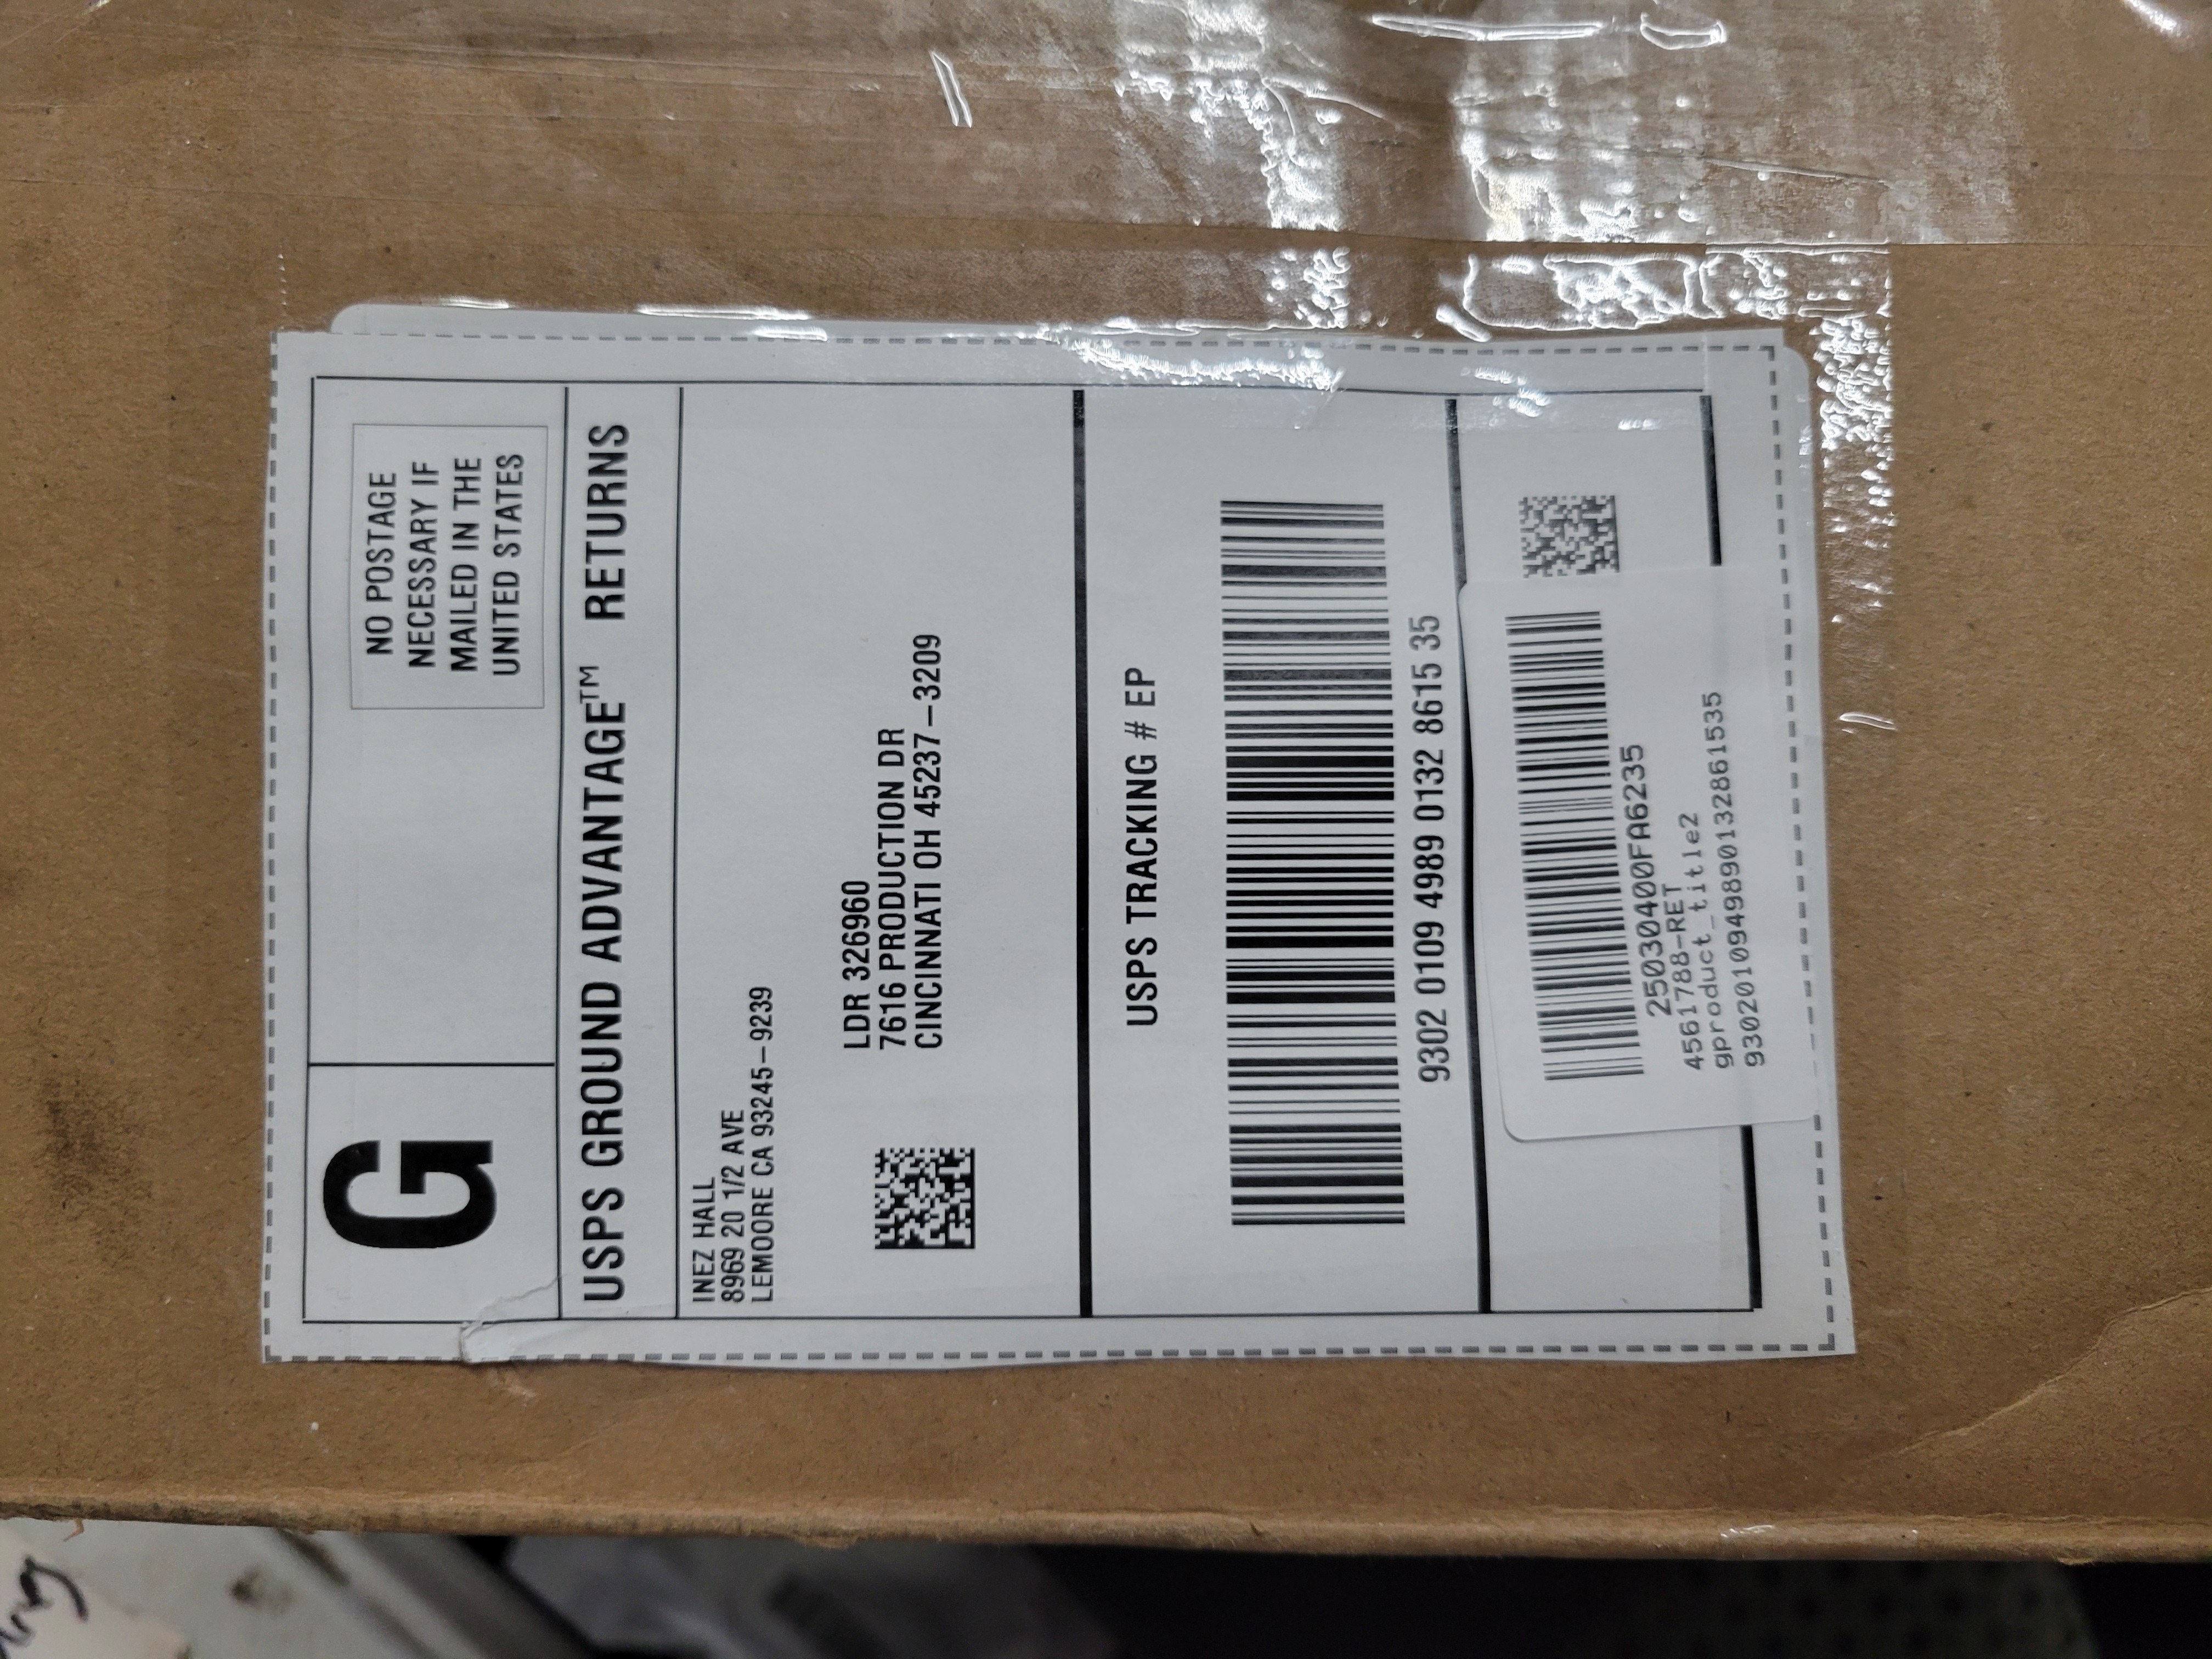 G
NO POSTAGE
NECESSARY IF
MAILED IN THE
UNITED STATES
USPS GROUND ADVANTAGE™ RETURNS
INEZ HALL
8969 20 1/2 AVE
LEMOORE CA 93245-9239
LDR 326960
7616 PRODUCTION DR
CINCINNATI OH 45237-3209
USPS TRACKING # EP
9302 0109 4989 0132 8615 35
25030400FA6235
4561788-RET
gproduct_title2
9302010949890132861535